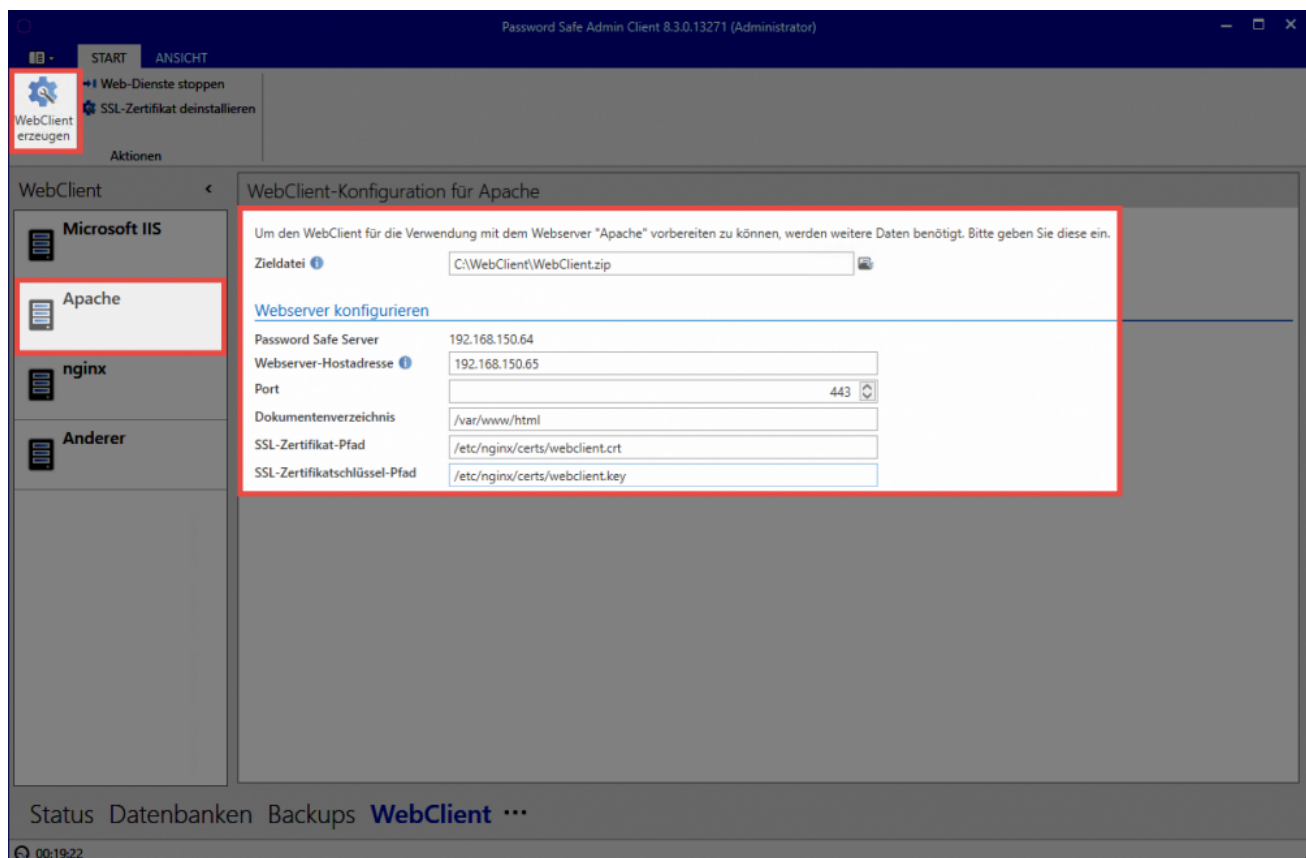 Password Safe Admin Client 8.3.0.13271 (Administrator)
START ANSICHT
WebClient erzeugen
Web-Dienste stoppen
SSL-Zertifikat deinstallieren
Aktionen
WebClient
Microsoft IIS
Apache
nginx
Anderer
WebClient-Konfiguration für Apache
Um den WebClient für die Verwendung mit dem Webserver "Apache" vorbereiten zu können, werden weitere Daten benötigt. Bitte geben Sie diese ein.
Zieldatei C:\WebClient\WebClient.zip
Webserver konfigurieren
Password Safe Server 192.168.150.64
Webserver-Hostadresse 192.168.150.65
Port 443
Dokumentenverzeichnis /var/www/html
SSL-Zertifikat-Pfad /etc/nginx/certs/webclient.crt
SSL-Zertifikatschlüssel-Pfad /etc/nginx/certs/webclient.key
Status Datenbanken Backups WebClient ···
00:19:22